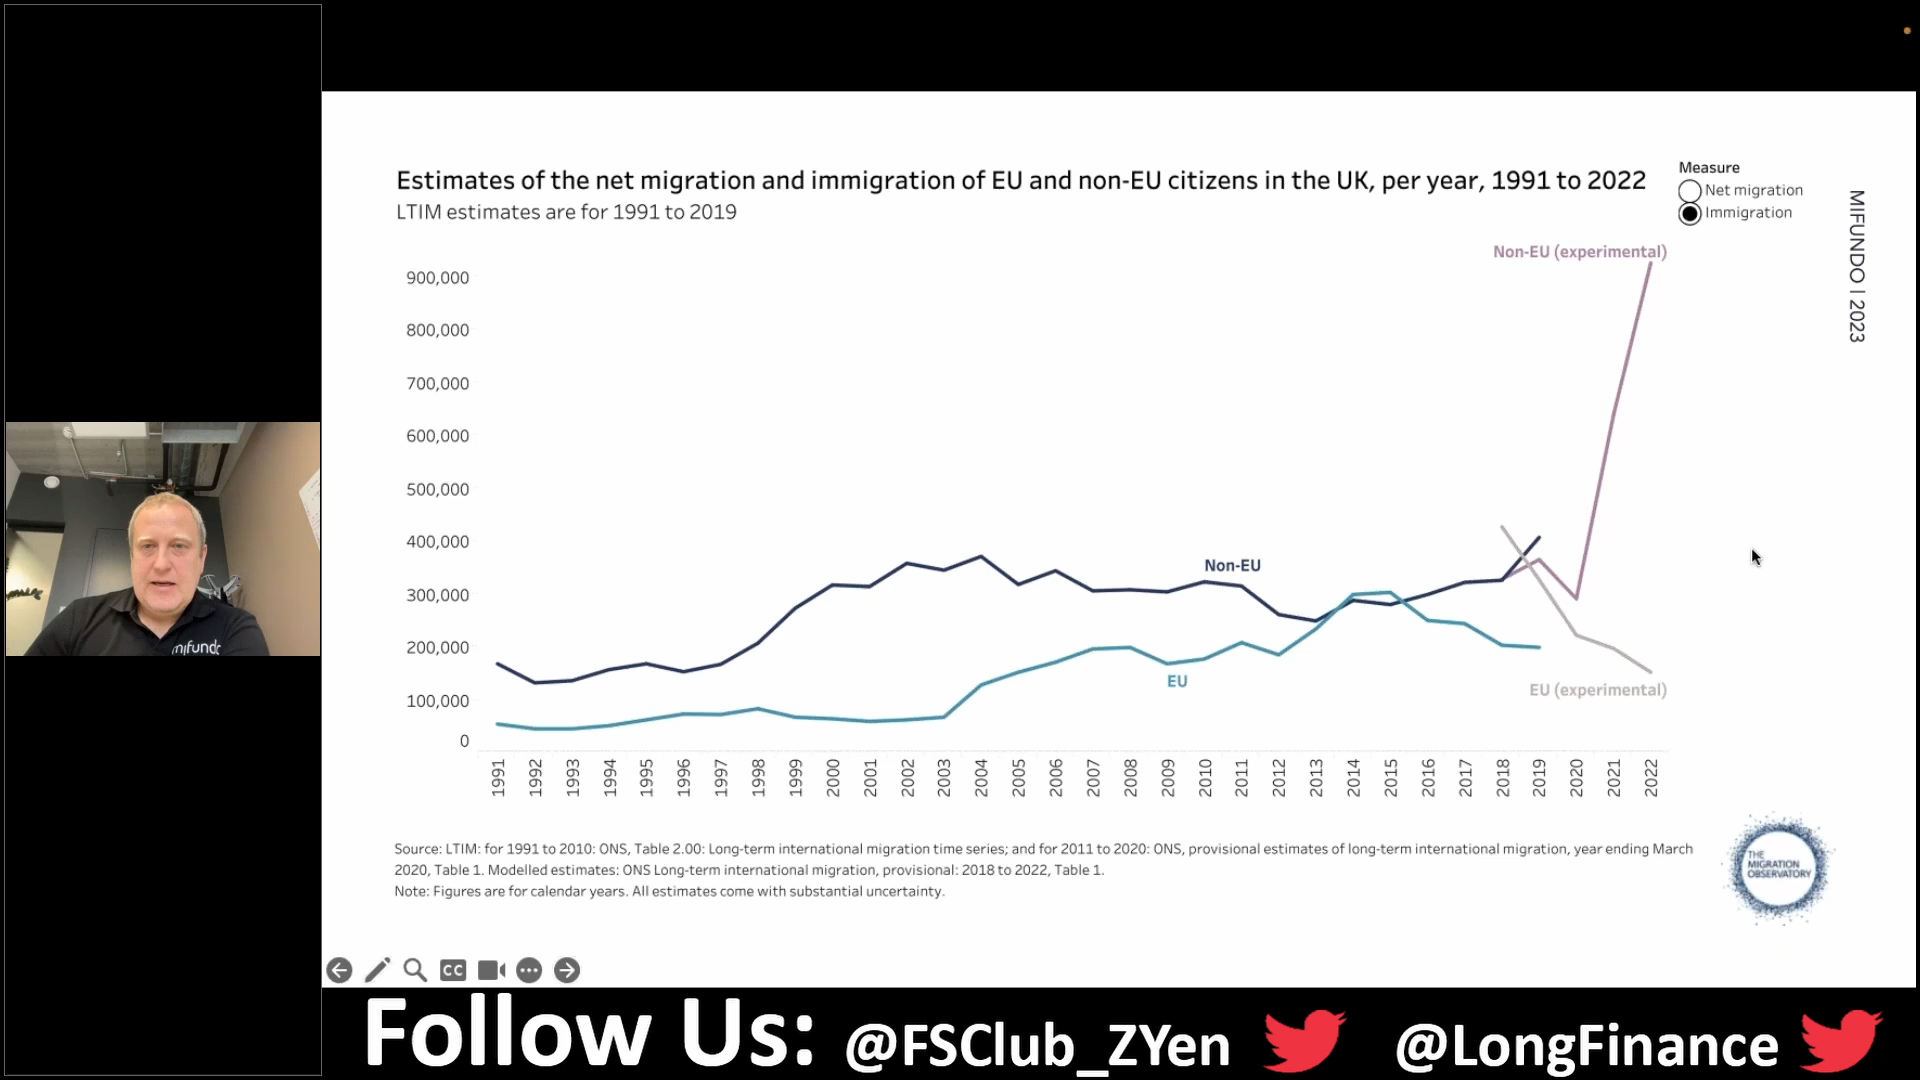 Estimates of the net migration and immigration of EU and non-EU citizens in the UK, per year, 1991 to 2022
LTIM estimates are for 1991 to 2019
Measure
Net migration
Immigration
MIFUNDO | 2023
Non-EU (experimental)
900,000
800,000
700,000
600,000
500,000
400,000
300,000
200,000
100,000
0
Non-EU
EU
EU (experimental)
1991
1992
1993
1994
1995
1996
1997
1998
1999
2000
2001
2002
2003
2004
2005
2006
2007
2008
2009
2010
2011
2012
2013
2014
2015
2016
2017
2018
2019
2020
2021
2022
Source: LTIM: for 1991 to 2010: ONS, Table 2.00: Long-term international migration time series; and for 2011 to 2020: ONS, provisional estimates of long-term international migration, year ending March
2020, Table 1. Modelled estimates: ONS Long-term international migration, provisional: 2018 to 2022, Table 1.
Note: Figures are for calendar years. All estimates come with substantial uncertainty.
THE
MIGRATION
OBSERVATORY
mifundo
CC
Follow Us: @FSClub_ZYen @LongFinance